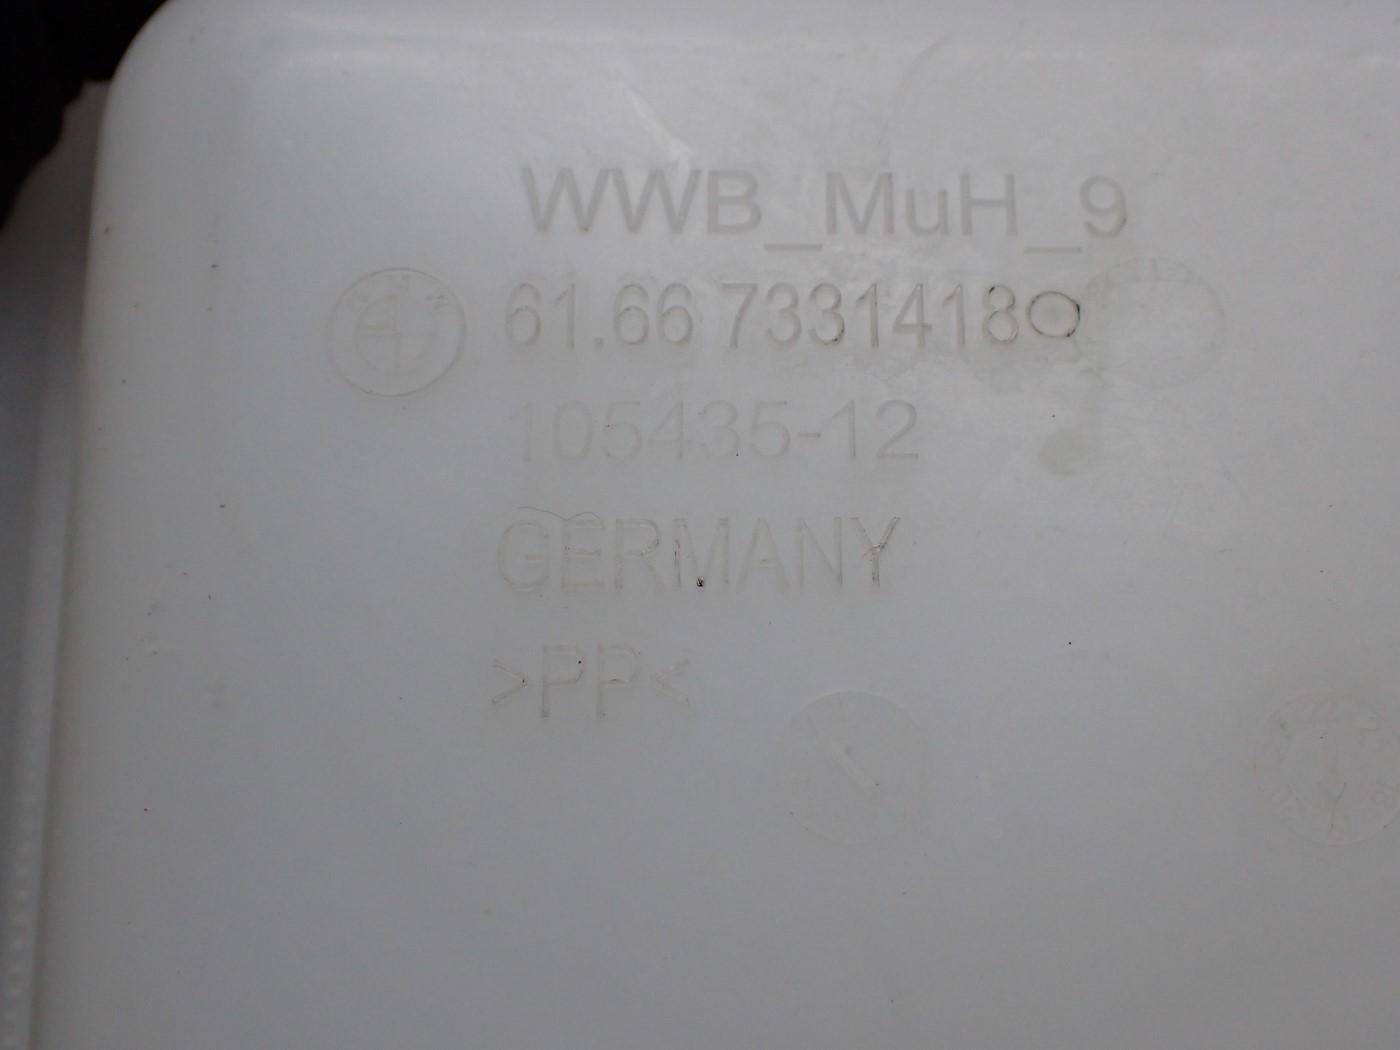 WWB_MuH_9
61.66 7331418
105435-12
GERMANY
>PP<